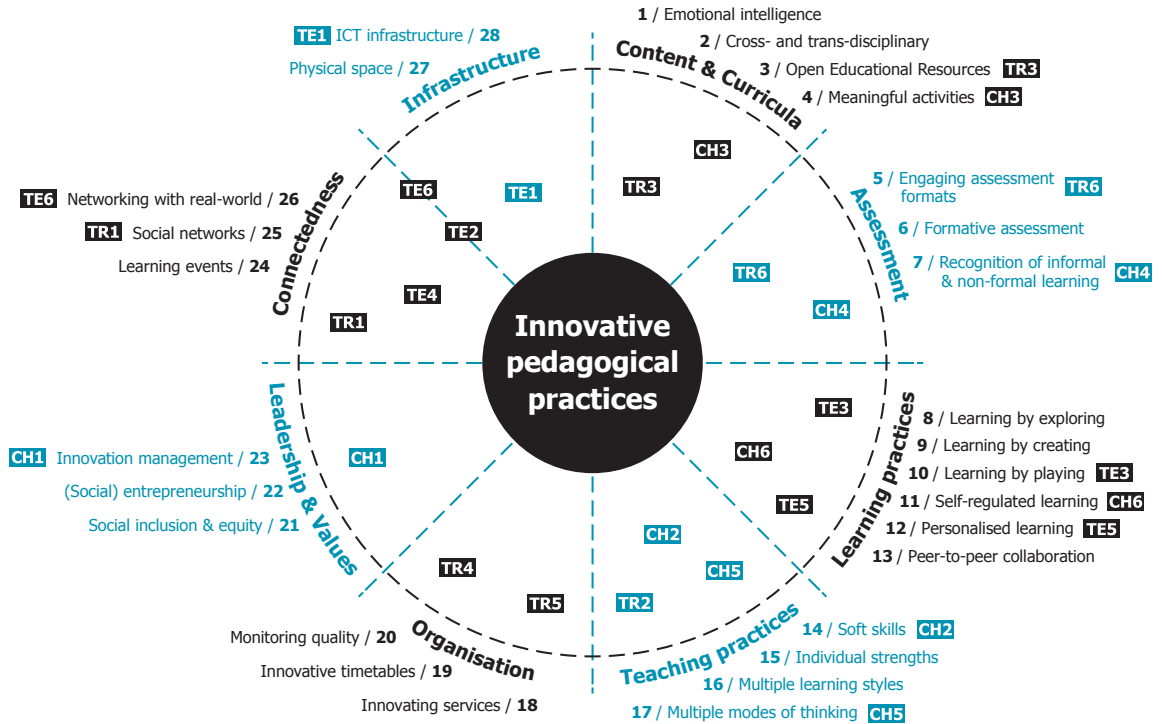 1 / Emotional intelligence
2 / Cross- and trans-disciplinary
3 / Open Educational Resources TR3
4 / Meaningful activities CH3
Content & Curricula
TE1 ICT infrastructure / 28
Physical space / 27
Infrastructure
5 / Engaging assessment
formats TR6
6 / Formative assessment
7 / Recognition of informal
& non-formal learning CH4
Assessment
TE6 Networking with real-world / 26
TR1 Social networks / 25
Learning events / 24
Connectedness
CH3
TR3
TE6
TE1
TE2
TR6
TE4
CH4
TR1
Innovative
pedagogical
practices
TE3
CH6
CH1
TE5
CH2
CH5
TR4
TR5
TR2
Learning practices
8 / Learning by exploring
9 / Learning by creating
10 / Learning by playing TE3
11 / Self-regulated learning CH6
12 / Personalised learning TE5
13 / Peer-to-peer collaboration
Leadership & Values
CH1 Innovation management / 23
(Social) entrepreneurship / 22
Social inclusion & equity / 21
Organisation
Monitoring quality / 20
Innovative timetables / 19
Innovating services / 18
Teaching practices
14 / Soft skills CH2
15 / Individual strengths
16 / Multiple learning styles
17 / Multiple modes of thinking CH5